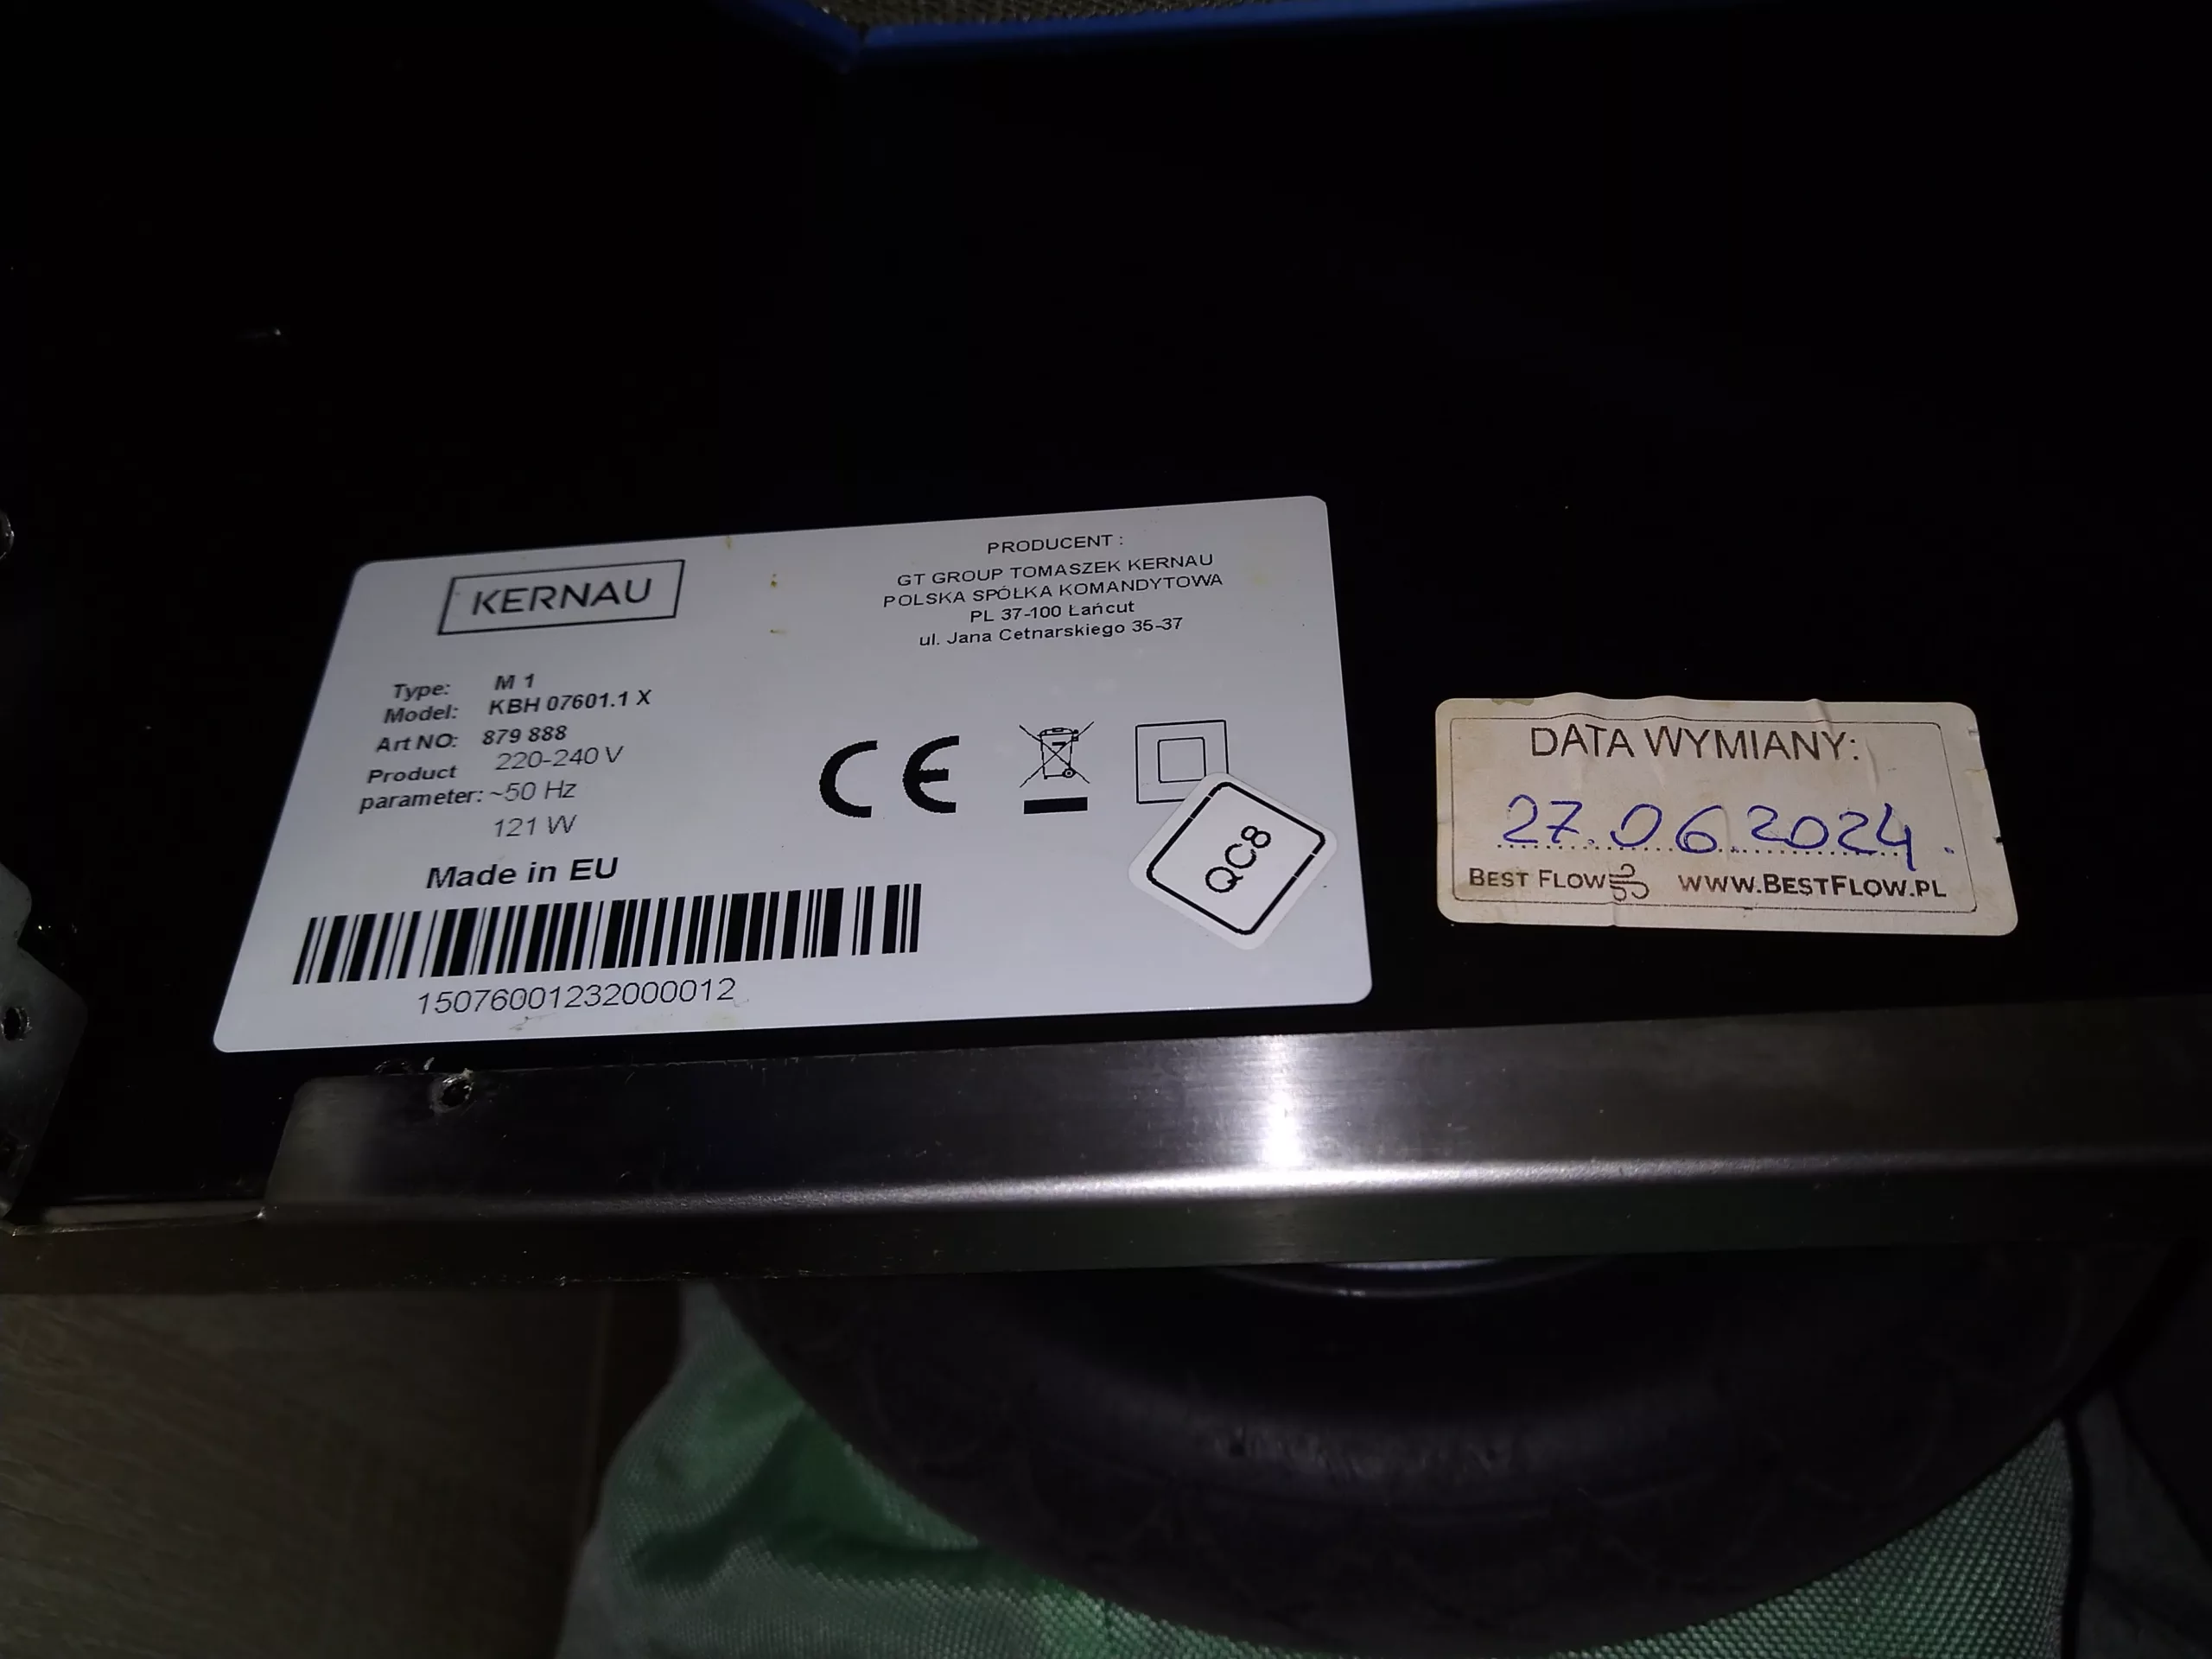 KERNAU
PRODUCENT :
GT GROUP TOMASZEK KERNAU
POLSKA SPÓŁKA KOMANDYTOWA
PL 37-100 Łańcut
ul. Jana Cetnarskiego 35-37
Type: M 1
Model: KBH 07601.1 X
Art NO: 879 888
Product 220-240 V
parameter: ~50 Hz
121 W
Made in EU
15076001232000012
CE
QC8
DATA WYMIANY:
27.06.2024.
BEST FLOW WWW.BESTFLOW.PL